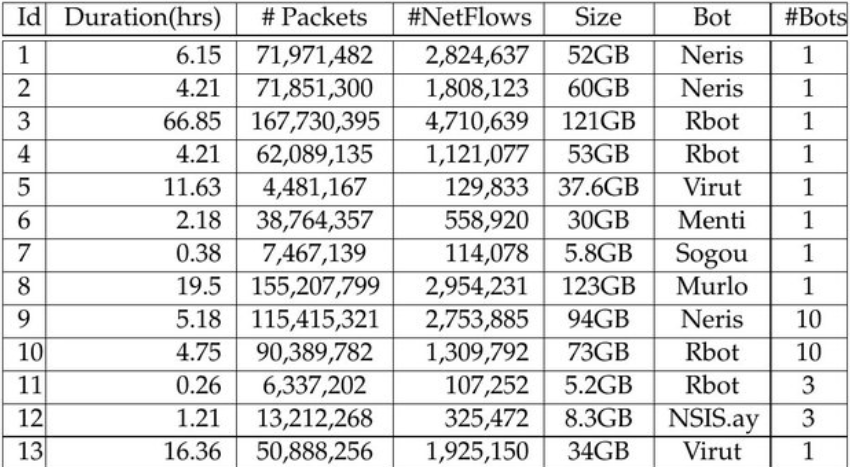 Id Duration(hrs) # Packets #NetFlows Size Bot #Bots
1 6.15 71,971,482 2,824,637 52GB Neris 1
2 4.21 71,851,300 1,808,123 60GB Neris 1
3 66.85 167,730,395 4,710,639 121GB Rbot 1
4 4.21 62,089,135 1,121,077 53GB Rbot 1
5 11.63 4,481,167 129,833 37.6GB Virut 1
6 2.18 38,764,357 558,920 30GB Menti 1
7 0.38 7,467,139 114,078 5.8GB Sogou 1
8 19.5 155,207,799 2,954,231 123GB Murlo 1
9 5.18 115,415,321 2,753,885 94GB Neris 10
10 4.75 90,389,782 1,309,792 73GB Rbot 10
11 0.26 6,337,202 107,252 5.2GB Rbot 3
12 1.21 13,212,268 325,472 8.3GB NSIS.ay 3
13 16.36 50,888,256 1,925,150 34GB Virut 1